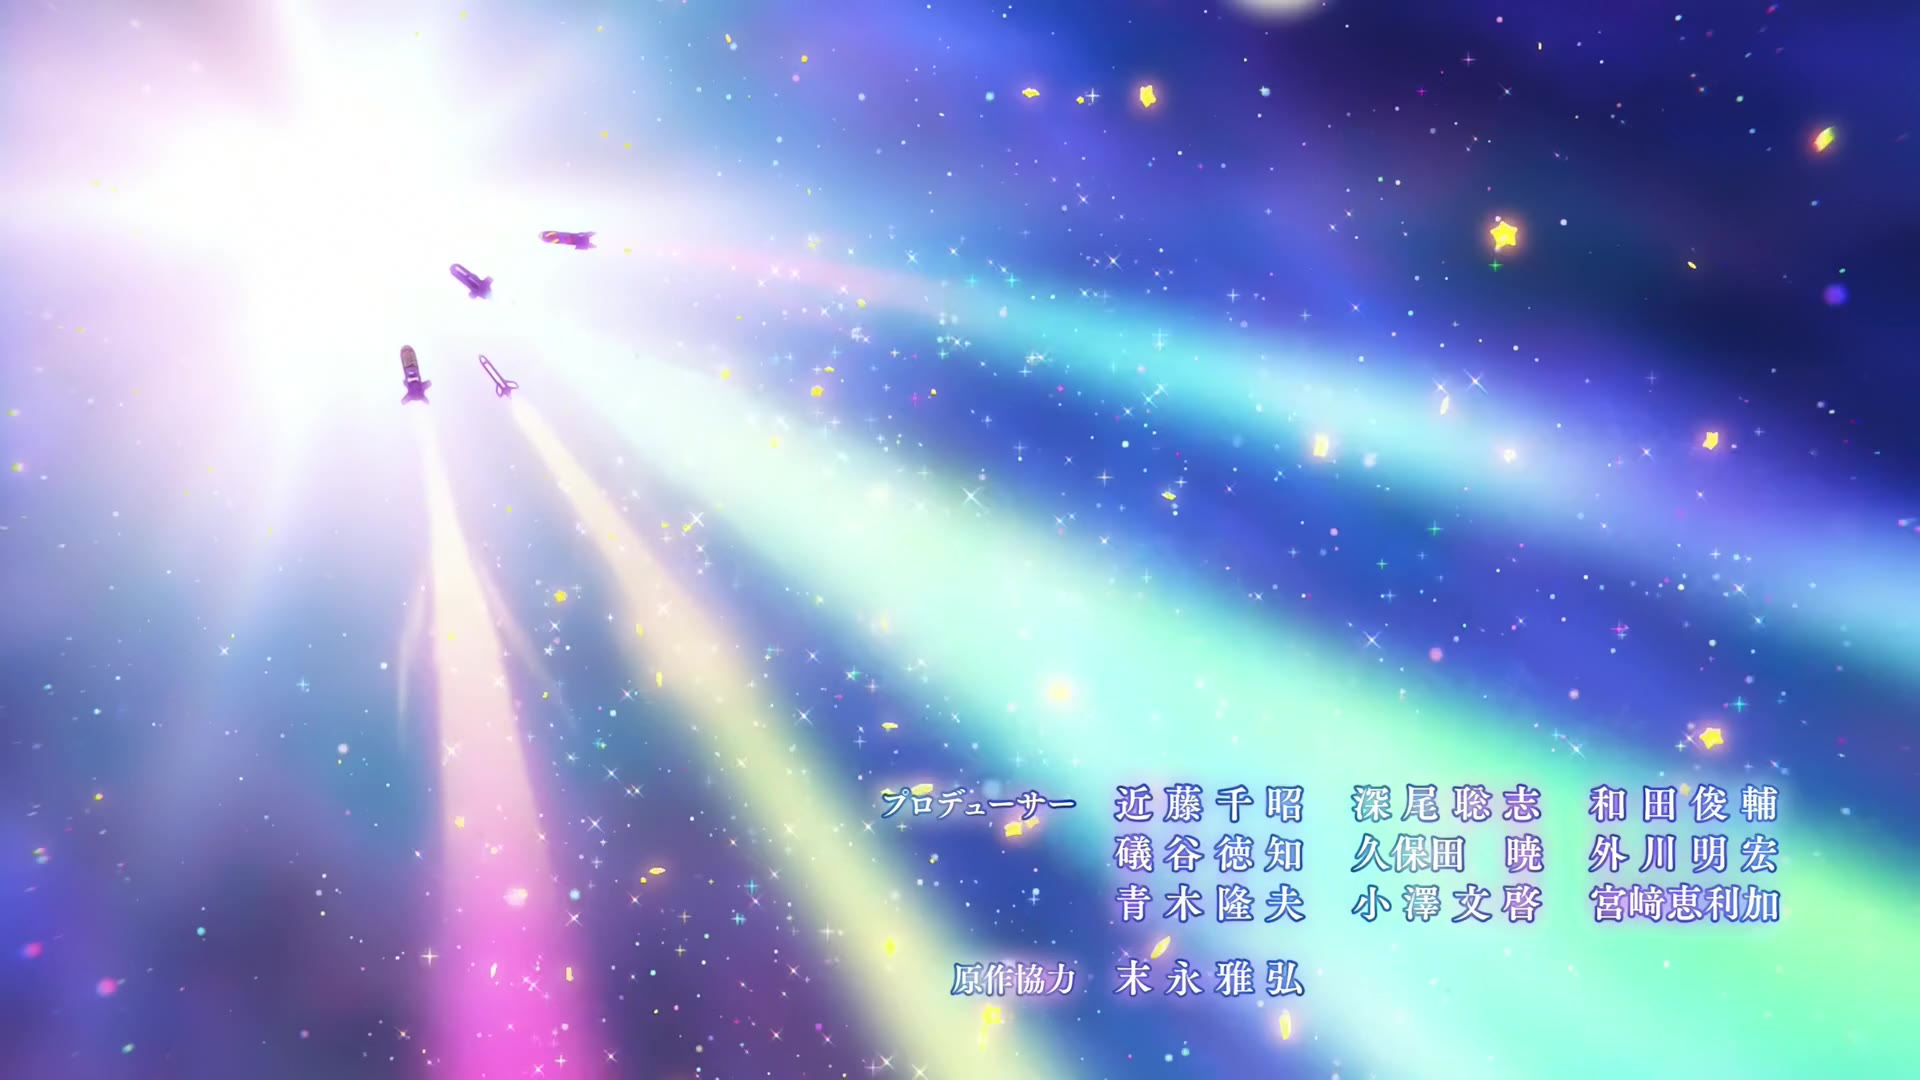 プロデューサー 近藤千昭 深尾聡志 和田俊輔
礒谷徳知 久保田 暁 外川明宏
青木隆夫 小澤文啓 宮﨑恵利加
原作協力 末永雅弘